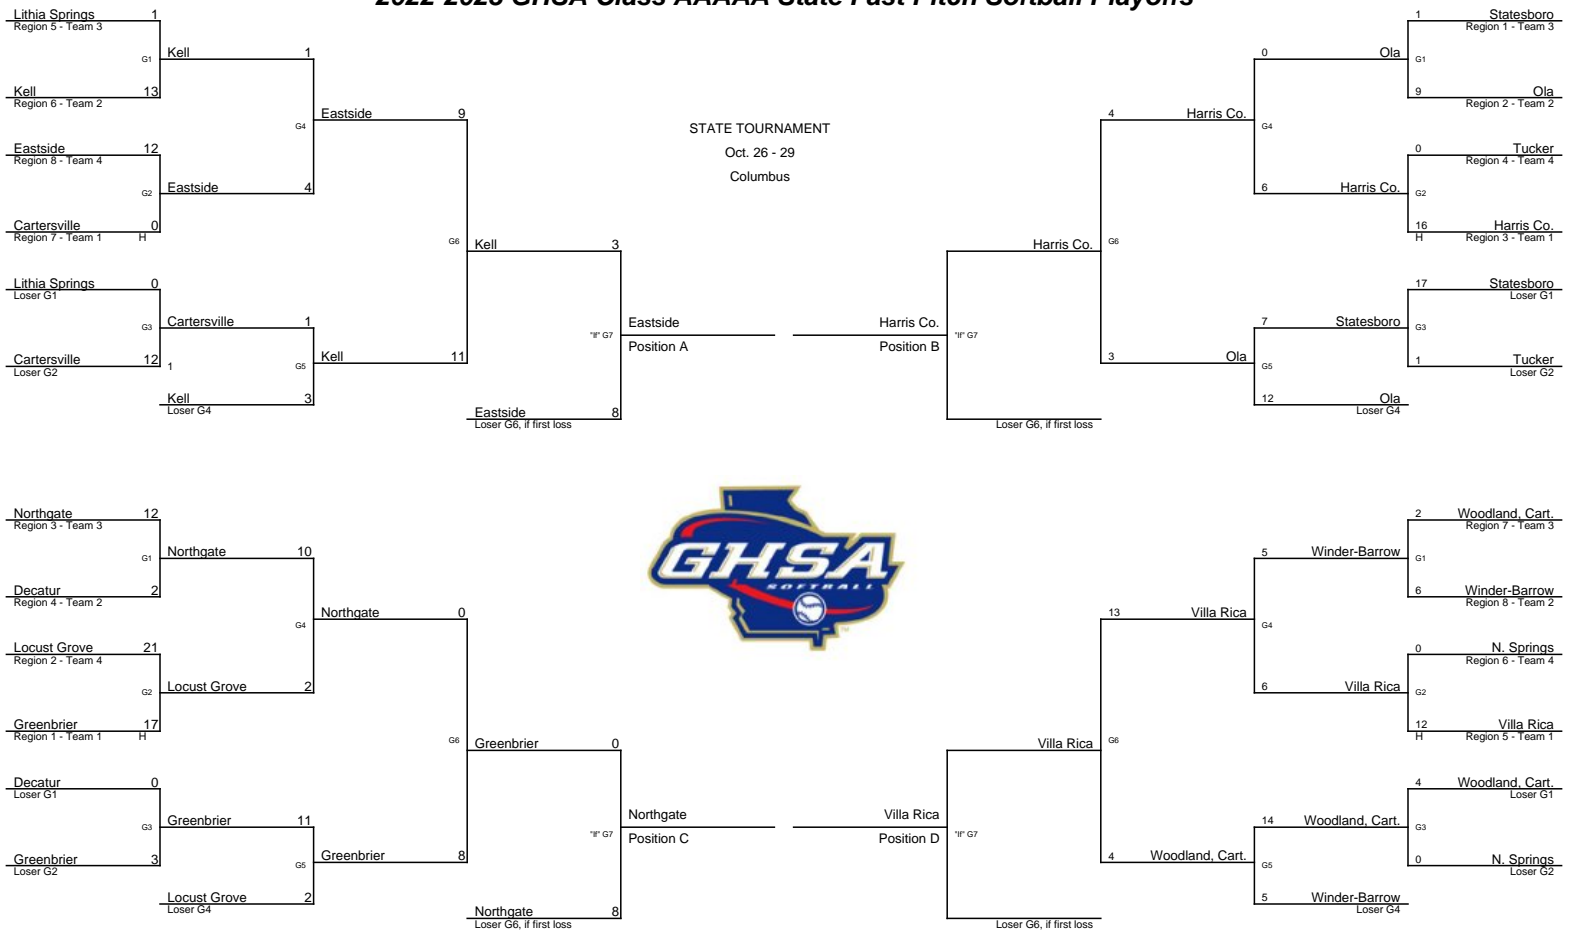 2022-2023 GHSA Class AAAAA State Fast Pitch Softball Playoffs
Lithia Springs 1
Region 5 - Team 3
G1
Kell 1
Kell 13
Region 6 - Team 2
G4
Eastside 9
Eastside 12
Region 8 - Team 4
G2
Eastside 4
Cartersville 0
Region 7 - Team 1 H
G6
Kell 3
Lithia Springs 0
Loser G1
G3
Cartersville 1
Cartersville 12
Loser G2
1
G5
Kell 11
Kell 3
Loser G4
"If" G7
Eastside
Position A
Eastside 8
Loser G6, if first loss
STATE TOURNAMENT
Oct. 26 - 29
Columbus
1 Statesboro
Region 1 - Team 3
0 Ola
G1
9 Ola
Region 2 - Team 2
4 Harris Co.
G4
0 Tucker
Region 4 - Team 4
6 Harris Co.
G2
16 Harris Co.
H Region 3 - Team 1
Harris Co.
G6
17 Statesboro
Loser G1
7 Statesboro
G3
1 Tucker
Loser G2
3 Ola
G5
12 Ola
Loser G4
Harris Co.
Position B
"If" G7
Loser G6, if first loss
GHSA
SOFTBALL
Northgate 12
Region 3 - Team 3
G1
Northgate 10
Decatur 2
Region 4 - Team 2
G4
Northgate 0
Locust Grove 21
Region 2 - Team 4
G2
Locust Grove 2
Greenbrier 17
Region 1 - Team 1 H
G6
Greenbrier 0
Decatur 0
Loser G1
G3
Greenbrier 11
Greenbrier 3
Loser G2
G5
Greenbrier 8
Locust Grove 2
Loser G4
"If" G7
Northgate
Position C
Northgate 8
Loser G6, if first loss
2 Woodland, Cart.
Region 7 - Team 3
5 Winder-Barrow
G1
6 Winder-Barrow
Region 8 - Team 2
13 Villa Rica
G4
0 N. Springs
Region 6 - Team 4
6 Villa Rica
G2
12 Villa Rica
H Region 5 - Team 1
Villa Rica
G6
4 Woodland, Cart.
Loser G1
14 Woodland, Cart.
G3
0 N. Springs
Loser G2
4 Woodland, Cart.
G5
5 Winder-Barrow
Loser G4
Villa Rica
Position D
"If" G7
Loser G6, if first loss